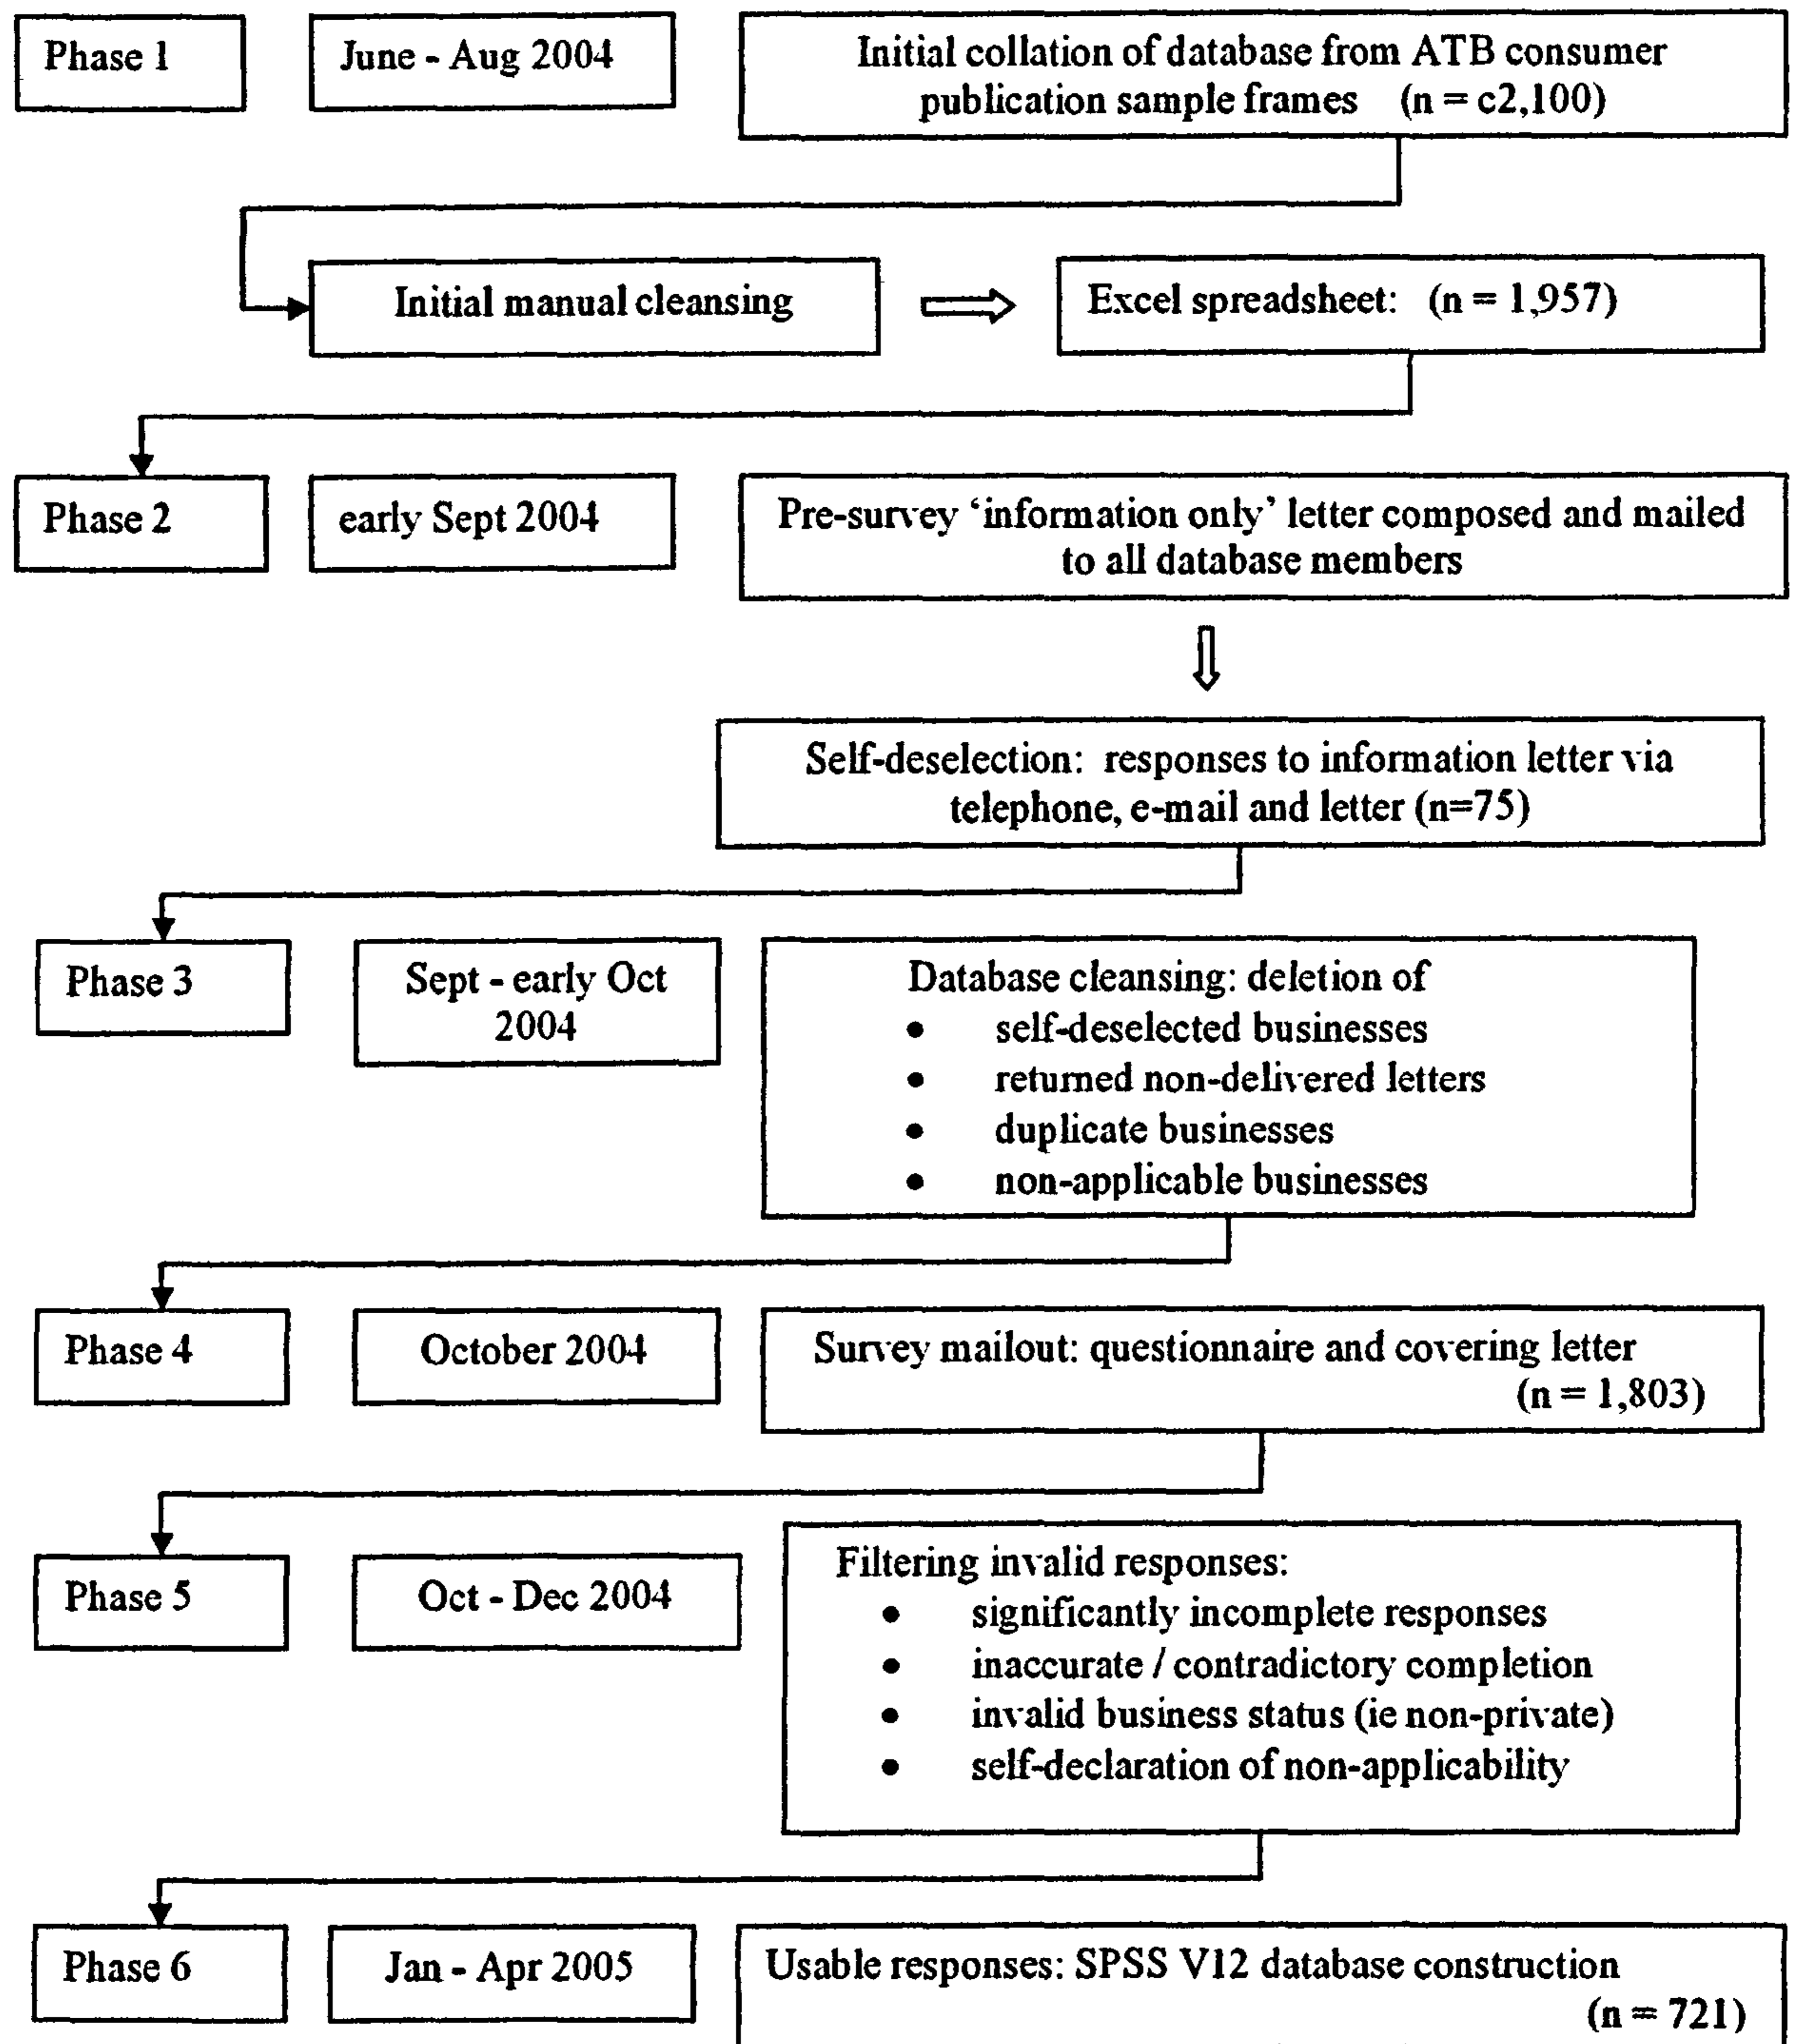 Phase 1
June - Aug 2004
Initial collation of database from ATB consumer
publication sample frames (n = c2,100)
Initial manual cleansing
Excel spreadsheet: (n = 1,957)
Phase 2
early Sept 2004
Pre-survey ‘information only’ letter composed and mailed
to all database members
Self-deselection: responses to information letter via
telephone, e-mail and letter (n=75)
Phase 3
Sept - early Oct
2004
Database cleansing: deletion of
• self-deselected businesses
• returned non-delivered letters
• duplicate businesses
• non-applicable businesses
Phase 4
October 2004
Survey mailout: questionnaire and covering letter
(n = 1,803)
Phase 5
Oct - Dec 2004
Filtering invalid responses:
• significantly incomplete responses
• inaccurate / contradictory completion
• invalid business status (ie non-private)
• self-declaration of non-applicability
Phase 6
Jan - Apr 2005
Usable responses: SPSS V12 database construction
(n = 721)